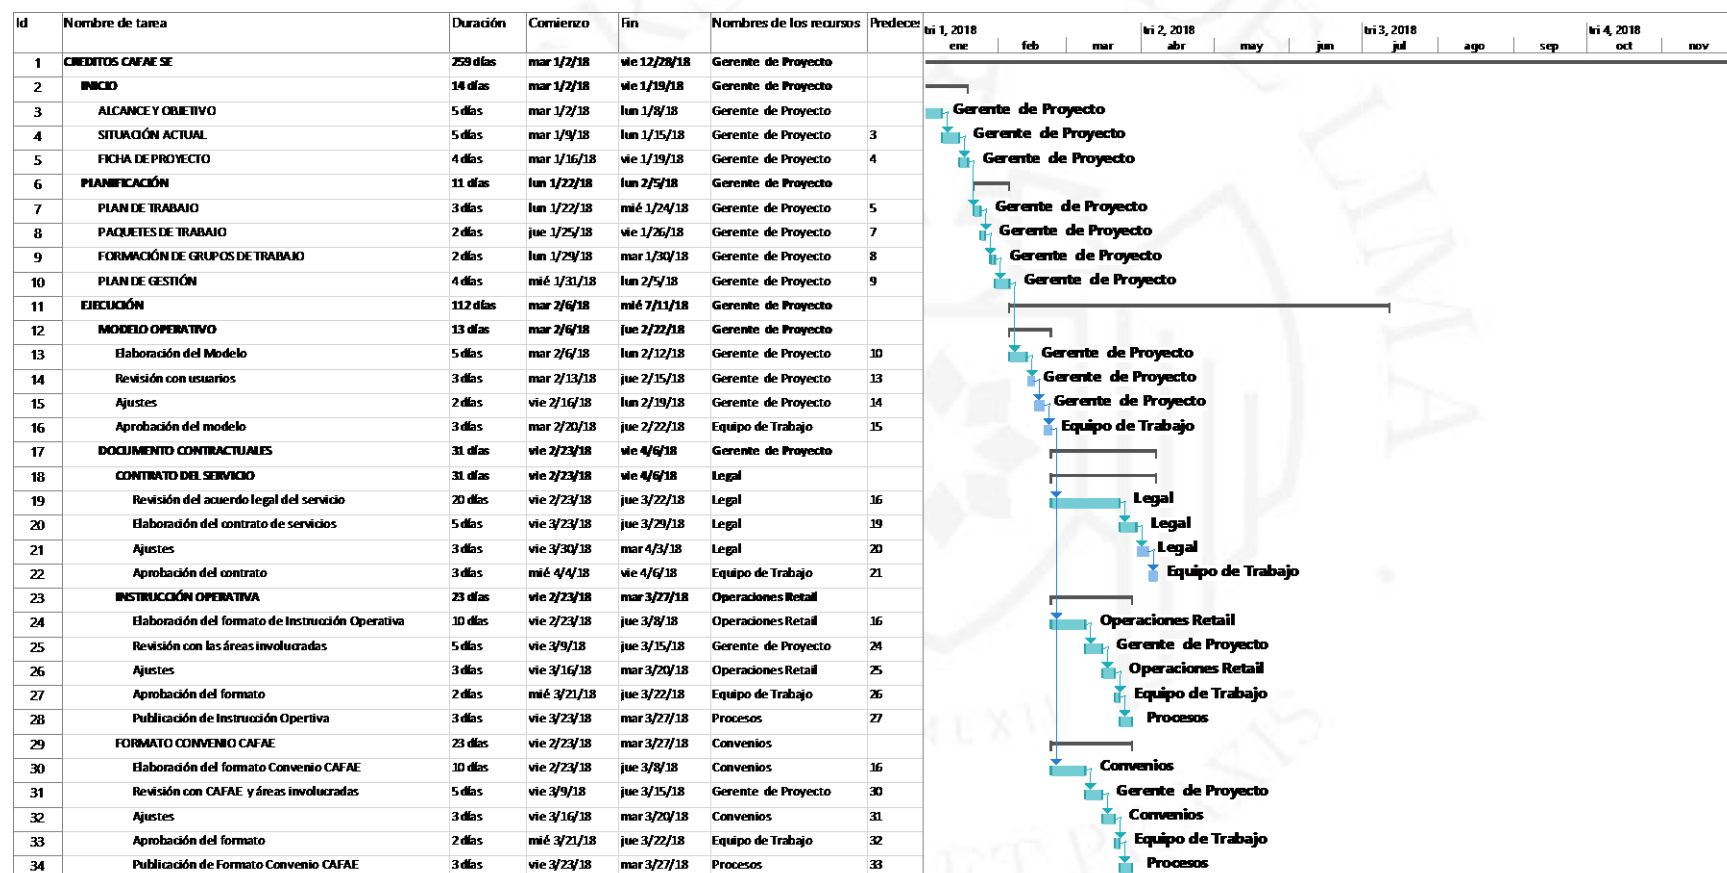 Id Nombre de tarea Duración Comienzo Fin Nombres de los recursos Predeces
tri 1, 2018 tri 2, 2018 tri 3, 2018 tri 4, 2018
ene feb mar abr may jun jul ago sep oct nov
1 CREDITOS CAFAE SE 259 días mar 1/2/18 vie 12/28/18 Gerente de Proyecto
2 INICIO 14 días mar 1/2/18 vie 1/19/18 Gerente de Proyecto
3 ALCANCE Y OBJETIVO 5 días mar 1/2/18 lun 1/8/18 Gerente de Proyecto Gerente de Proyecto
4 SITUACIÓN ACTUAL 5 días mar 1/9/18 lun 1/15/18 Gerente de Proyecto 3 Gerente de Proyecto
5 FICHA DE PROYECTO 4 días mar 1/16/18 vie 1/19/18 Gerente de Proyecto 4 Gerente de Proyecto
6 PLANIFICACIÓN 11 días lun 1/22/18 lun 2/5/18 Gerente de Proyecto
7 PLAN DE TRABAJO 3 días lun 1/22/18 mié 1/24/18 Gerente de Proyecto 5 Gerente de Proyecto
8 PAQUETES DE TRABAJO 2 días jue 1/25/18 vie 1/26/18 Gerente de Proyecto 7 Gerente de Proyecto
9 FORMACIÓN DE GRUPOS DE TRABAJO 2 días lun 1/29/18 mar 1/30/18 Gerente de Proyecto 8 Gerente de Proyecto
10 PLAN DE GESTIÓN 4 días mié 1/31/18 lun 2/5/18 Gerente de Proyecto 9 Gerente de Proyecto
11 EJECUCIÓN 112 días mar 2/6/18 mié 7/11/18 Gerente de Proyecto
12 MODELO OPERATIVO 13 días mar 2/6/18 jue 2/22/18 Gerente de Proyecto
13 Elaboración del Modelo 5 días mar 2/6/18 lun 2/12/18 Gerente de Proyecto 10 Gerente de Proyecto
14 Revisión con usuarios 3 días mar 2/13/18 jue 2/15/18 Gerente de Proyecto 13 Gerente de Proyecto
15 Ajustes 2 días vie 2/16/18 lun 2/19/18 Gerente de Proyecto 14 Gerente de Proyecto
16 Aprobación del modelo 3 días mar 2/20/18 jue 2/22/18 Equipo de Trabajo 15 Equipo de Trabajo
17 DOCUMENTO CONTRACTUALES 31 días vie 2/23/18 vie 4/6/18 Gerente de Proyecto
18 CONTRATO DEL SERVICIO 31 días vie 2/23/18 vie 4/6/18 Legal
19 Revisión del acuerdo legal del servicio 20 días vie 2/23/18 jue 3/22/18 Legal 16 Legal
20 Elaboración del contrato de servicios 5 días vie 3/23/18 jue 3/29/18 Legal 19 Legal
21 Ajustes 3 días vie 3/30/18 mar 4/3/18 Legal 20 Legal
22 Aprobación del contrato 3 días mié 4/4/18 vie 4/6/18 Equipo de Trabajo 21 Equipo de Trabajo
23 INSTRUCCIÓN OPERATIVA 23 días vie 2/23/18 mar 3/27/18 Operaciones Retail
24 Elaboración del formato de Instrucción Operativa 10 días vie 2/23/18 jue 3/8/18 Operaciones Retail 16 Operaciones Retail
25 Revisión con las áreas involucradas 5 días vie 3/9/18 jue 3/15/18 Gerente de Proyecto 24 Gerente de Proyecto
26 Ajustes 3 días vie 3/16/18 mar 3/20/18 Operaciones Retail 25 Operaciones Retail
27 Aprobación del formato 2 días mié 3/21/18 jue 3/22/18 Equipo de Trabajo 26 Equipo de Trabajo
28 Publicación de Instrucción Opertiva 3 días vie 3/23/18 mar 3/27/18 Procesos 27 Procesos
29 FORMATO CONVENIO CAFAE 23 días vie 2/23/18 mar 3/27/18 Convenios
30 Elaboración del formato Convenio CAFAE 10 días vie 2/23/18 jue 3/8/18 Convenios 16 Convenios
31 Revisión con CAFAE y áreas involucradas 5 días vie 3/9/18 jue 3/15/18 Gerente de Proyecto 30 Gerente de Proyecto
32 Ajustes 3 días vie 3/16/18 mar 3/20/18 Convenios 31 Convenios
33 Aprobación del formato 2 días mié 3/21/18 jue 3/22/18 Equipo de Trabajo 32 Equipo de Trabajo
34 Publicación de Formato Convenio CAFAE 3 días vie 3/23/18 mar 3/27/18 Procesos 33 Procesos